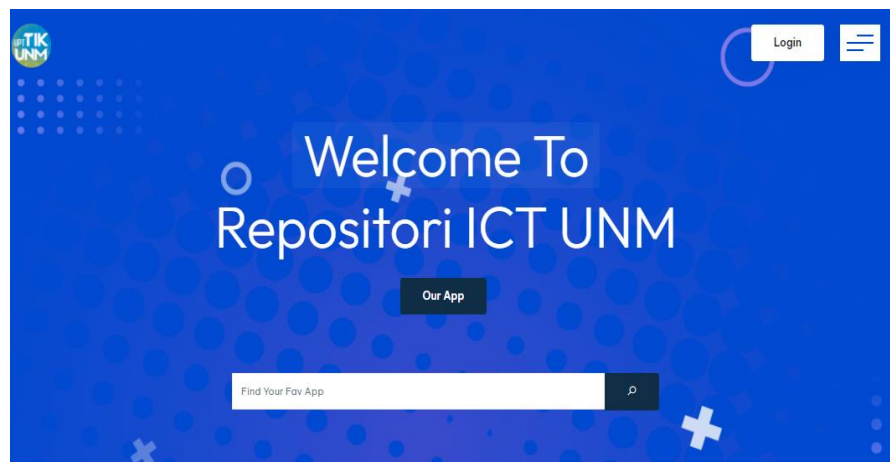 UPT TIK
UNM
Login
Welcome To
Repositori ICT UNM
Our App
Find Your Fav App